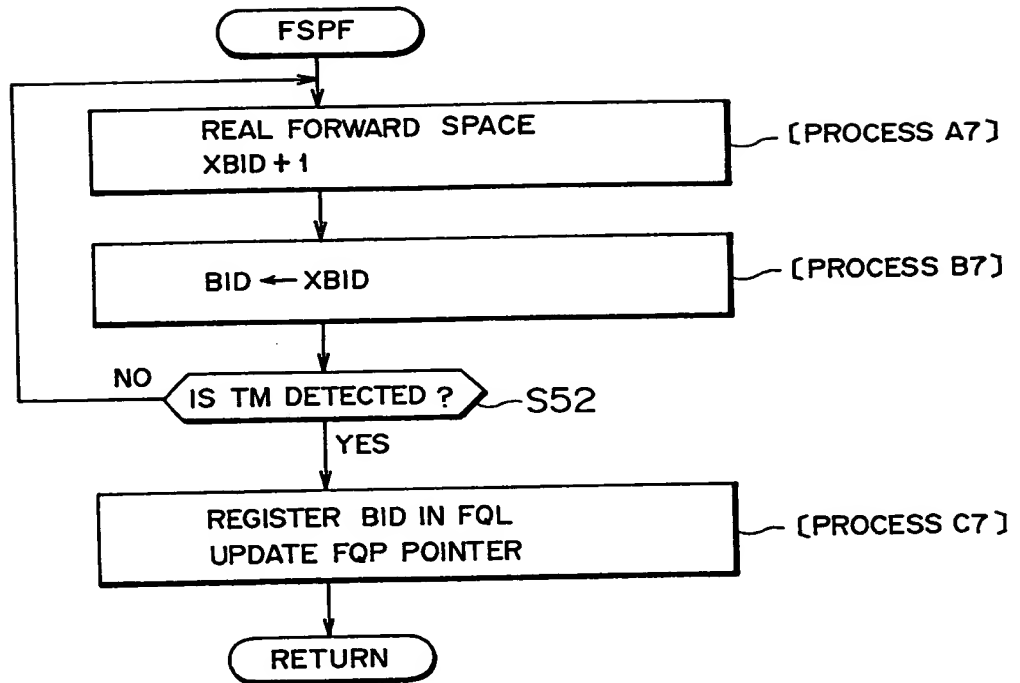 FSPF
REAL FORWARD SPACE
XBID + 1
[PROCESS A7]
BID ← XBID
[PROCESS B7]
NO
IS TM DETECTED ?
S52
YES
REGISTER BID IN FQL
UPDATE FQP POINTER
[PROCESS C7]
RETURN